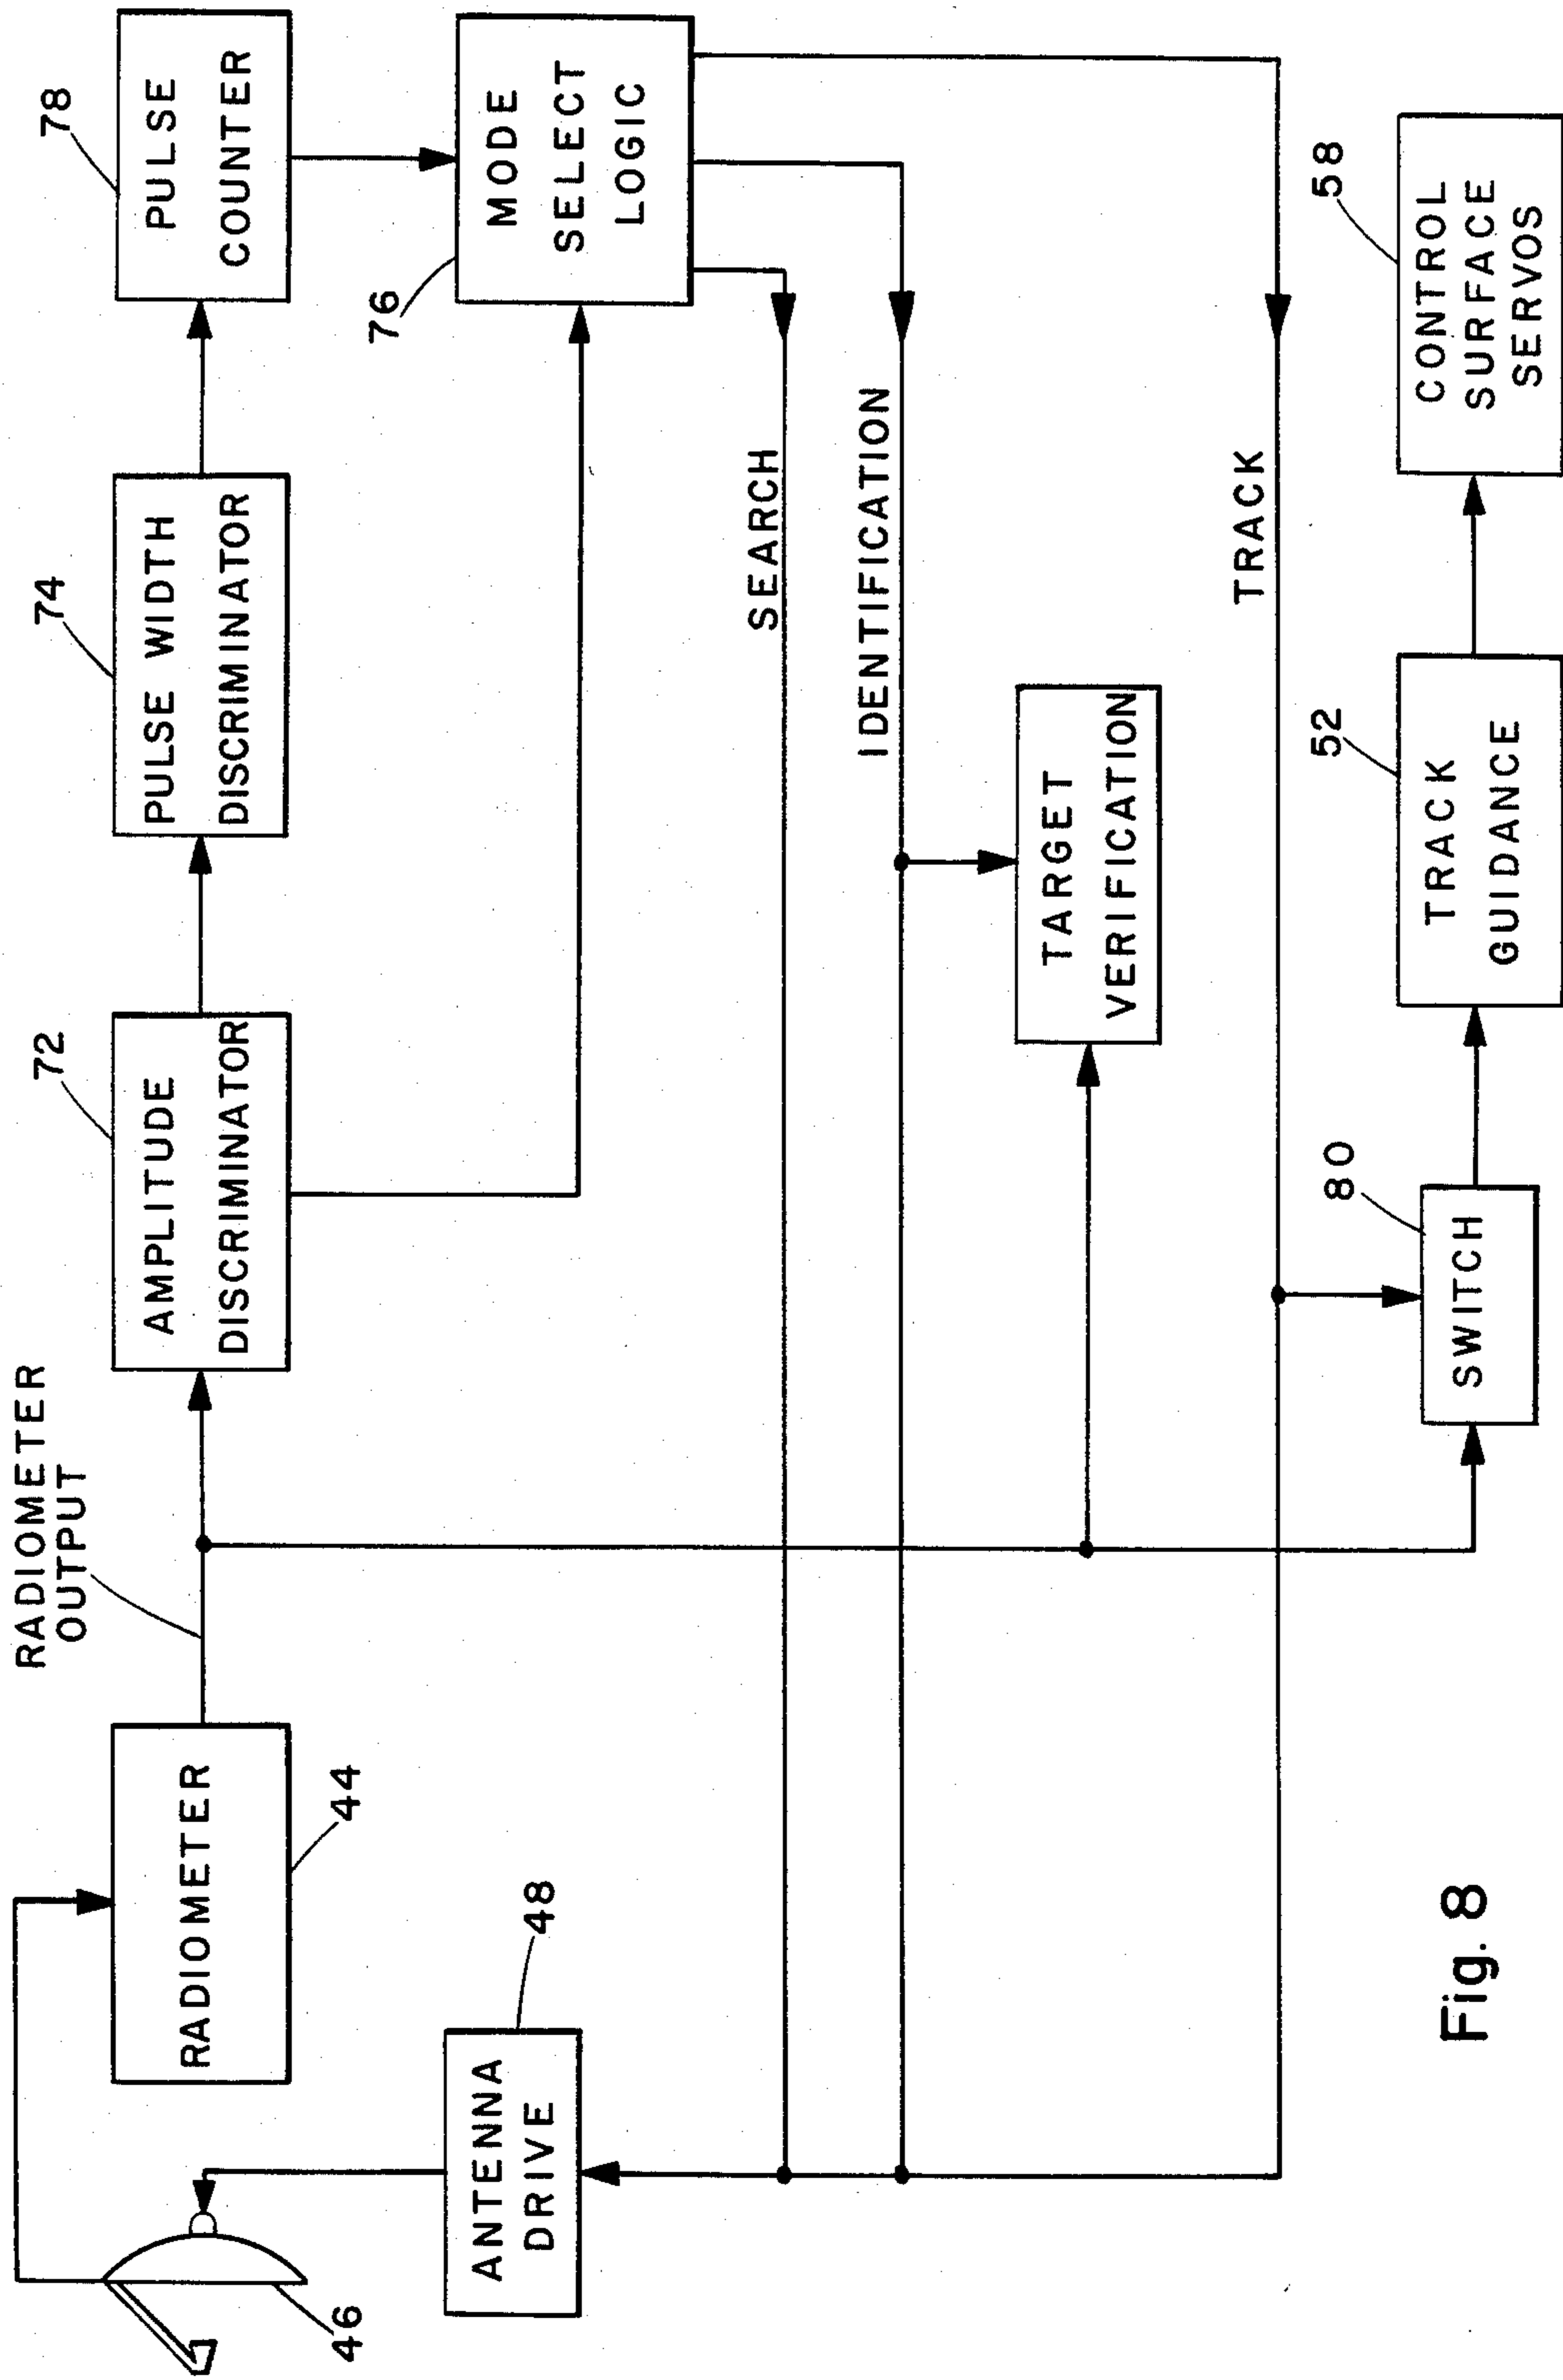 RADIOMETER
OUTPUT
72
74
78
AMPLITUDE
DISCRIMINATOR
PULSE WIDTH
DISCRIMINATOR
PULSE
COUNTER
RADIOMETER
44
46
76
MODE
SELECT
LOGIC
48
ANTENNA
DRIVE
SEARCH
IDENTIFICATION
TARGET
VERIFICATION
TRACK
80
52
58
SWITCH
TRACK
GUIDANCE
CONTROL
SURFACE
SERVOS
Fig. 8